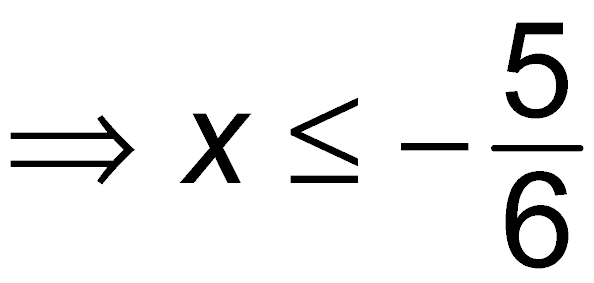 ⇒ x ≤ −5/6